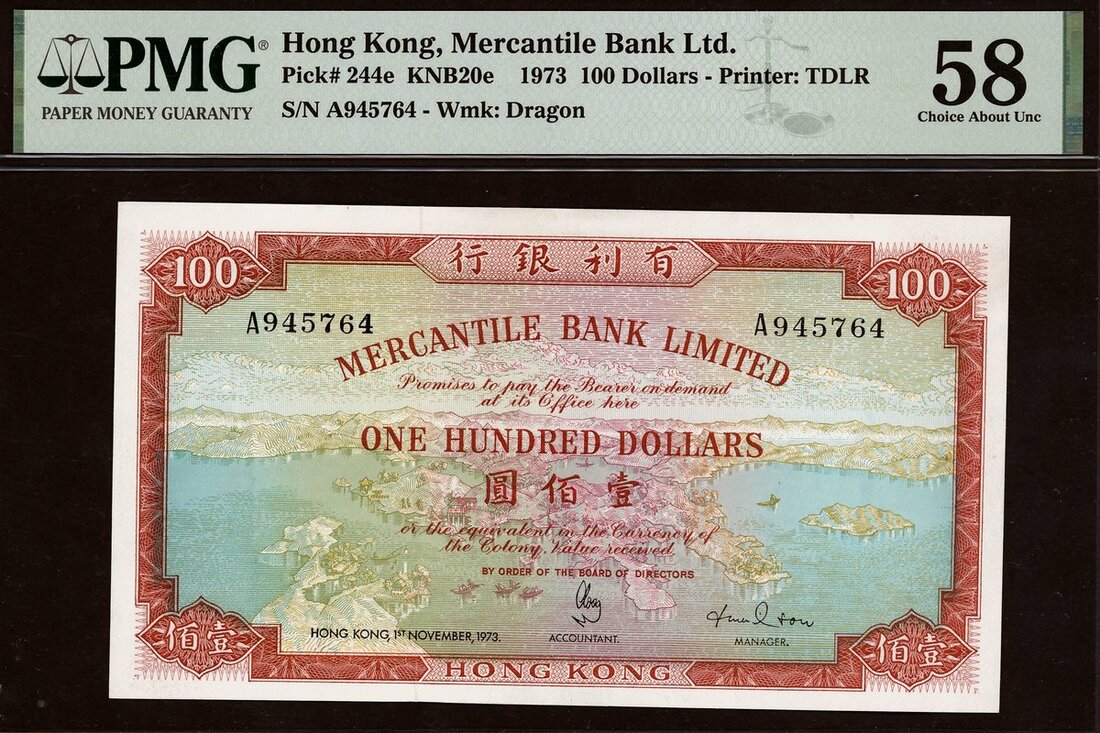 PMG®
PAPER MONEY GUARANTY
Hong Kong, Mercantile Bank Ltd.
Pick# 244e KNB20e 1973 100 Dollars - Printer: TDLR
S/N A945764 - Wmk: Dragon
58
Choice About Unc
行銀利有
100
100
A945764
A945764
MERCANTILE BANK LIMITED
Promises to pay the Bearer on demand
at its Office here
ONE HUNDRED DOLLARS
圓佰壹
or the equivalent in the Currency of
the Colony, Value received
BY ORDER OF THE BOARD OF DIRECTORS
HONG KONG, 1ST NOVEMBER, 1973.
ACCOUNTANT.
MANAGER.
佰壹
佰壹
HONG KONG